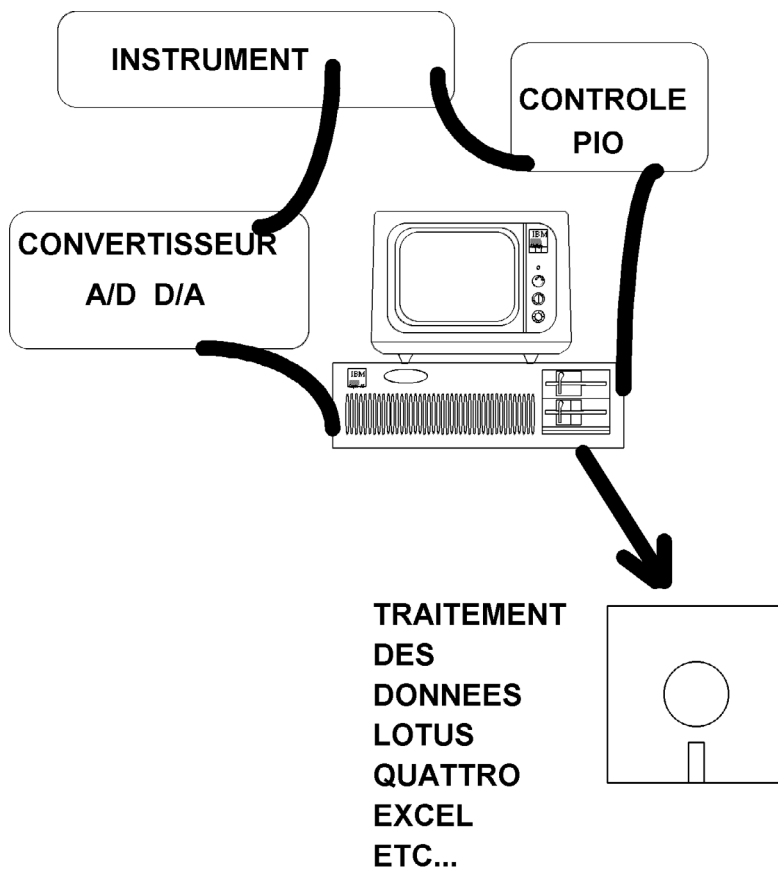 INSTRUMENT
CONTROLE
PIO
CONVERTISSEUR
A/D D/A
IBM
IBM
TRAITEMENT
DES
DONNEES
LOTUS
QUATTRO
EXCEL
ETC...